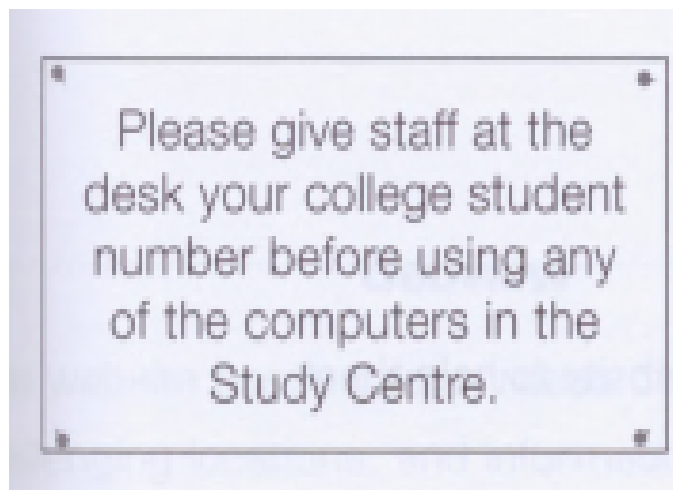 Please give staff at the
desk your college student
number before using any
of the computers in the
Study Centre.